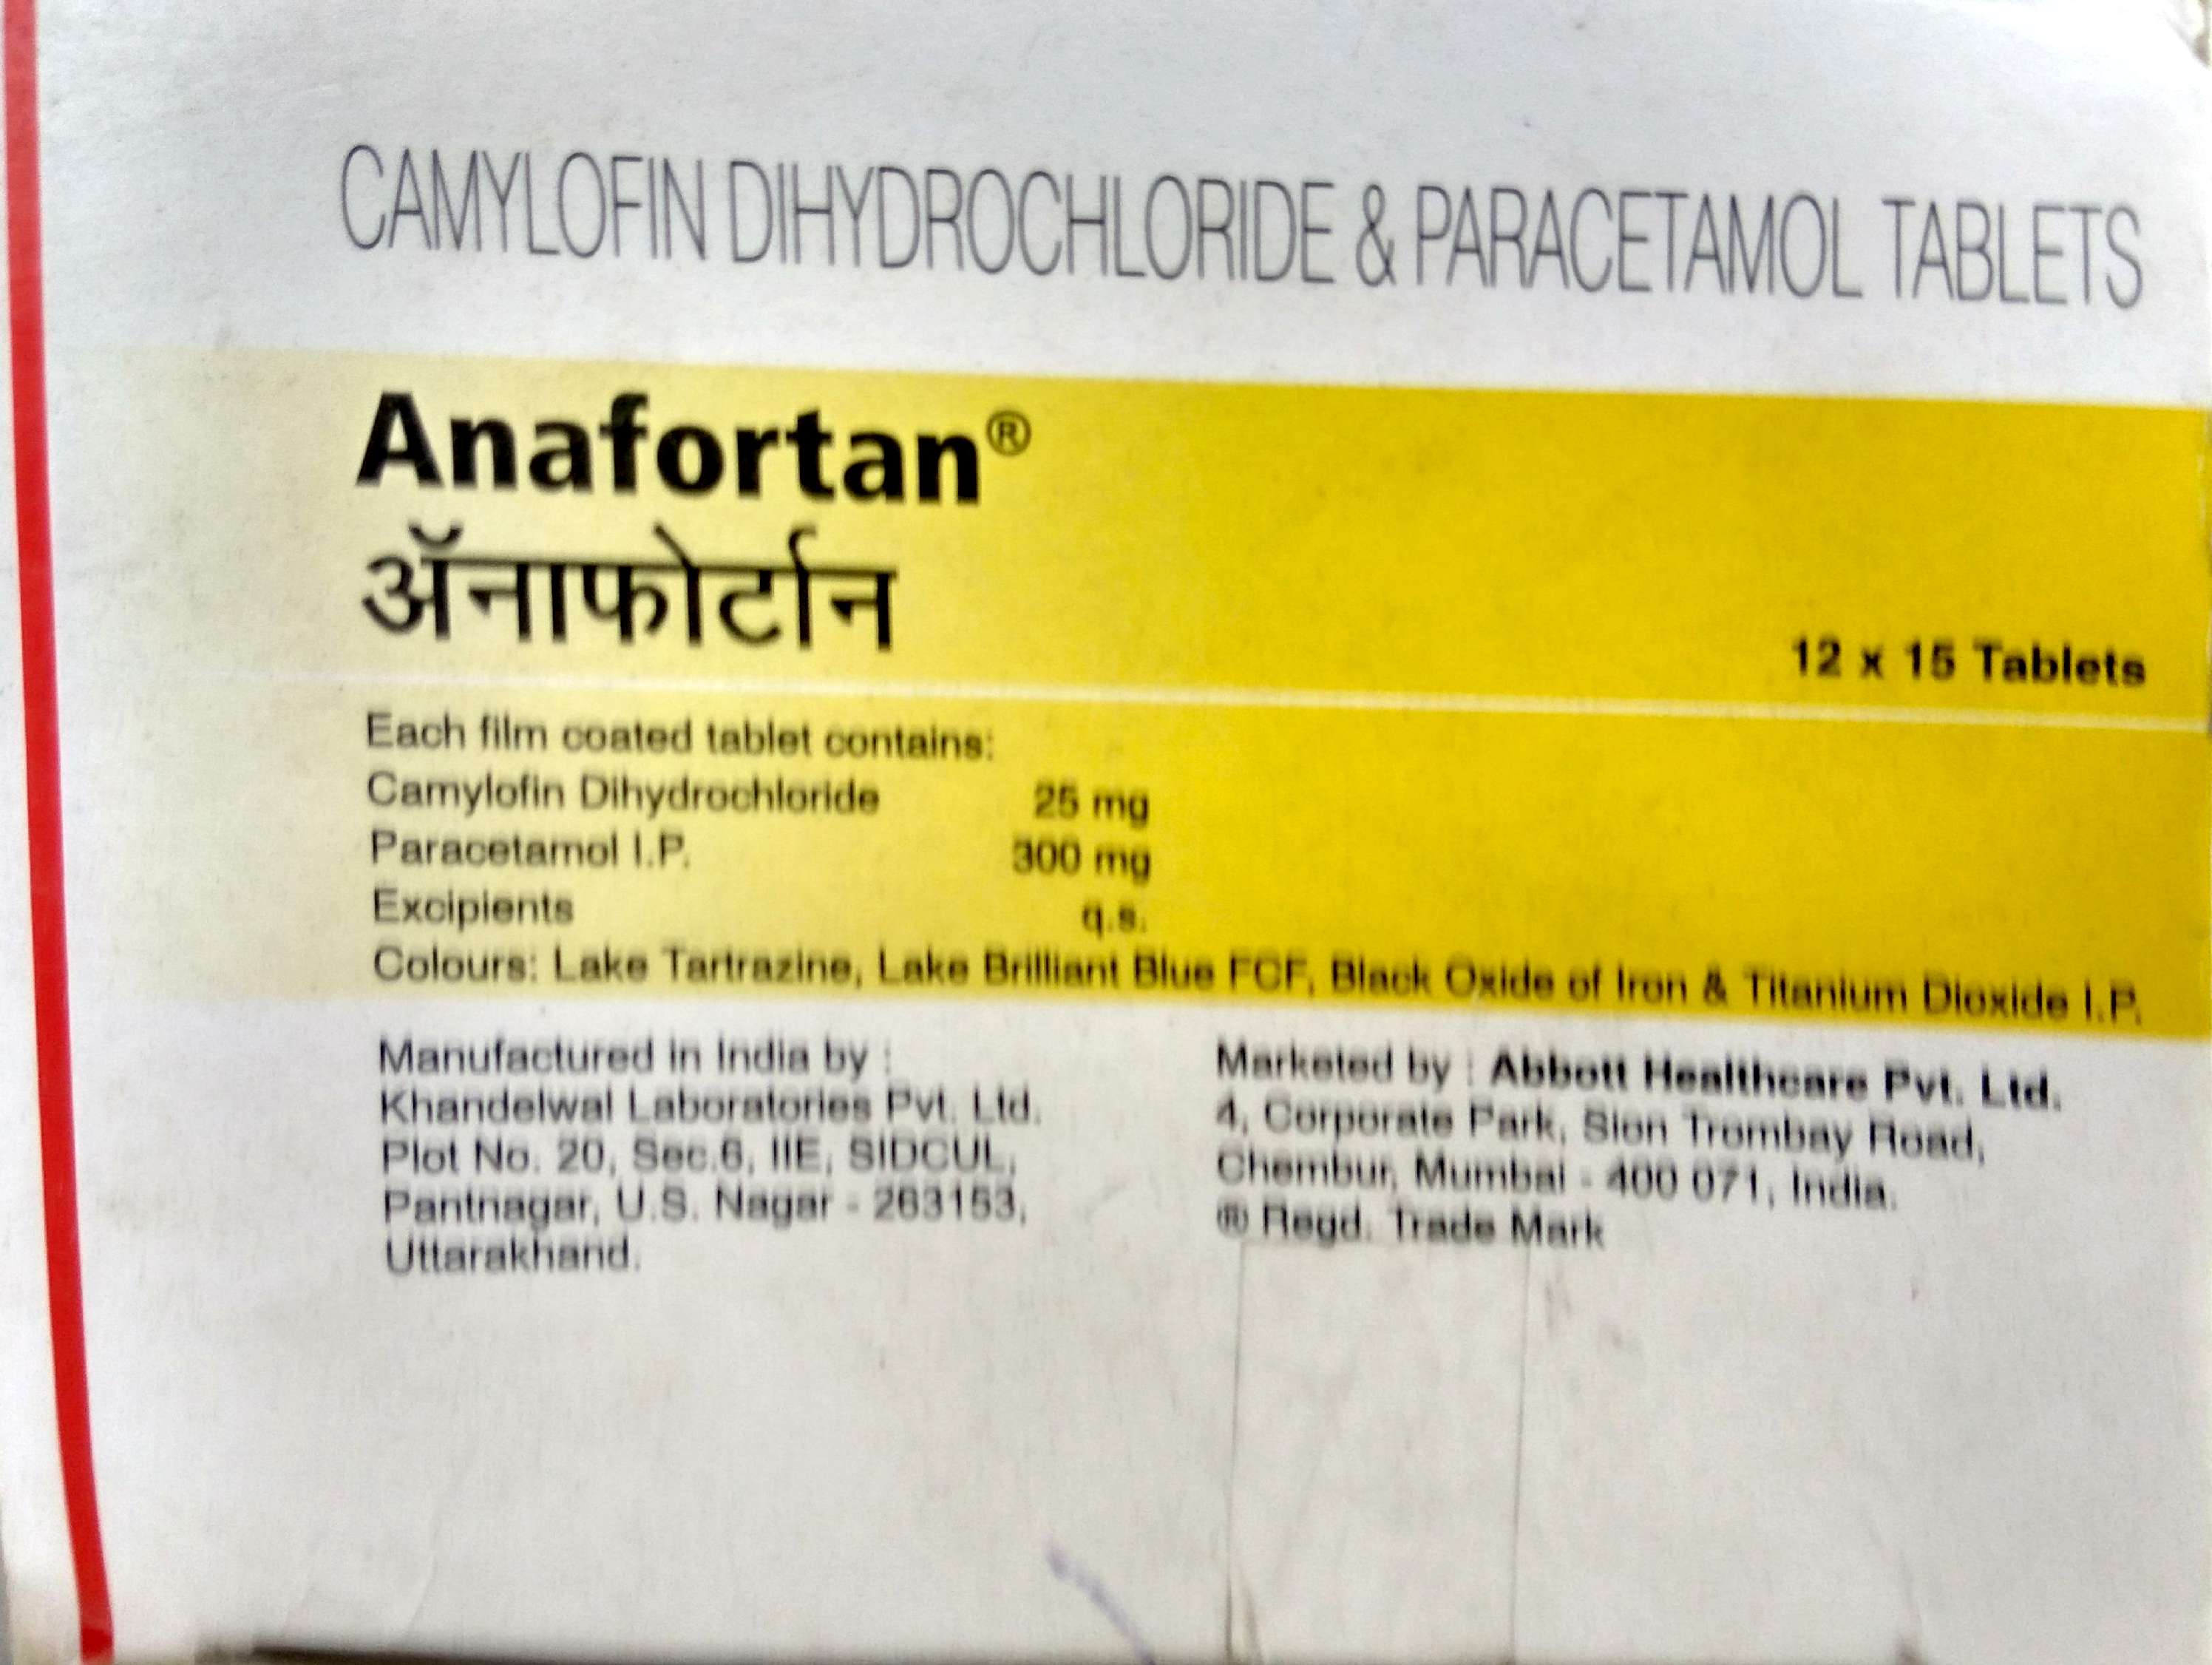 CAMYLOFIN DIHYDROCHLORIDE & PARACETAMOL TABLETS
Anafortan®
ॲनाफोर्टान
12 x 15 Tablets
Each film coated tablet contains:
Camylofin Dihydrochloride 25 mg
Paracetamol I.P. 300 mg
Excipients q.s.
Colours: Lake Tartrazine, Lake Brilliant Blue FCF, Black Oxide of Iron & Titanium Dioxide I.P.
Manufactured in India by :
Khandelwal Laboratories Pvt. Ltd.
Plot No. 20, Sec.6, IIE, SIDCUL,
Pantnagar, U.S. Nagar - 263153,
Uttarakhand.
Marketed by : Abbott Healthcare Pvt. Ltd.
4, Corporate Park, Sion Trombay Road,
Chembur, Mumbai - 400 071, India.
® Regd. Trade Mark